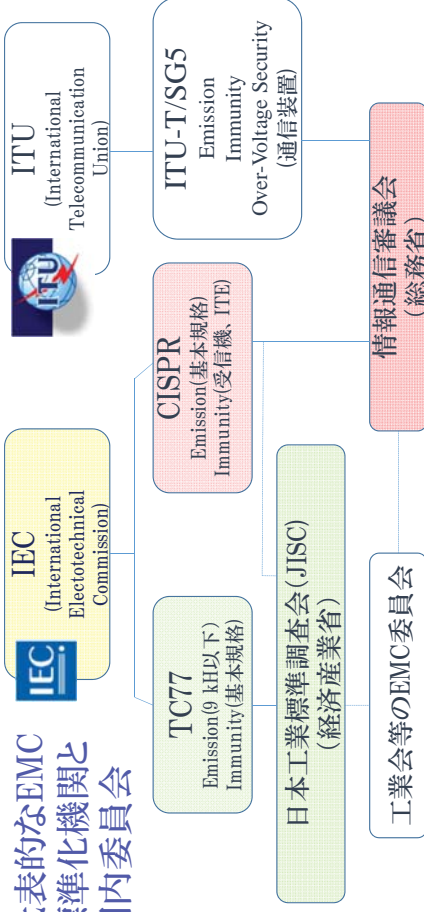 代表的なEMC
標準化機関と
国内委員会
IEC
IEC
(International
Electotechnical
Commission)
ITU
ITU
(International
Telecommunication
Union)
TC77
Emission(9 kH以下)
Immunity(基本規格)
CISPR
Emission(基本規格)
Immunity(受信機、ITE)
ITU-T/SG5
Emission
Immunity
Over-Voltage Security
(通信装置)
日本工業標準調査会(JISC)
(経済産業省)
情報通信審議会
(総務省)
工業会等のEMC委員会